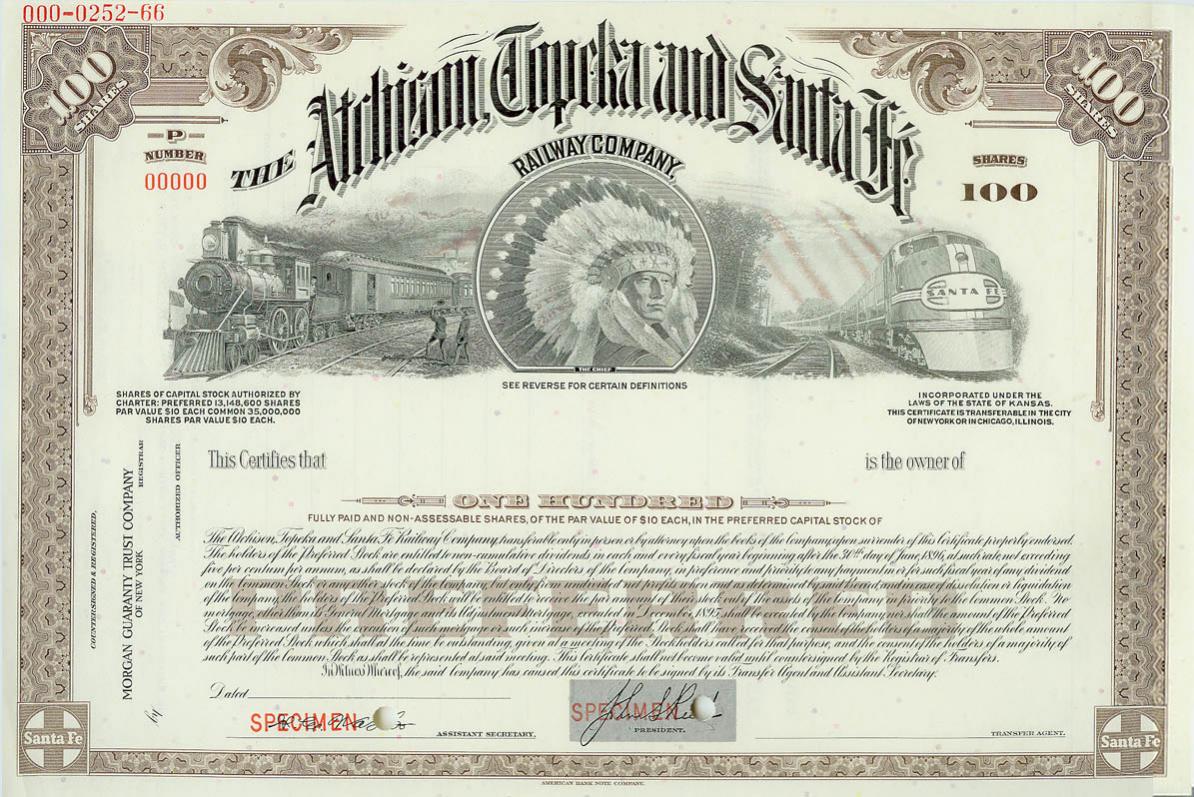 000-0252-66
100
SHARES
100
SHARES
P
NUMBER
00000
SHARES
100
THE Atchison, Topeka and Santa Fé.
RAILWAY COMPANY,
SANTA FE
THE CHIEF
SEE REVERSE FOR CERTAIN DEFINITIONS
SHARES OF CAPITAL STOCK AUTHORIZED BY
CHARTER: PREFERRED 13,148,600 SHARES
PAR VALUE $10 EACH COMMON 35,000,000
SHARES PAR VALUE $10 EACH.
INCORPORATED UNDER THE
LAWS OF THE STATE OF KANSAS.
THIS CERTIFICATE IS TRANSFERABLE IN THE CITY
OF NEW YORK OR IN CHICAGO, ILLINOIS.
COUNTERSIGNED & REGISTERED,
MORGAN GUARANTY TRUST COMPANY
OF NEW YORK
REGISTRAR
by
AUTHORIZED OFFICER
This Certifies that
is the owner of
ONE HUNDRED
FULLY PAID AND NON-ASSESSABLE SHARES, OF THE PAR VALUE OF $10 EACH, IN THE PREFERRED CAPITAL STOCK OF
The Atchison, Topeka and Santa Fe Railway Company, transferable only in person or by attorney upon the books of the Company upon surrender of this Certificate properly endorsed.
The holders of the Preferred Stock are entitled to non-cumulative dividends in each and every fiscal year beginning after the 30th day of June, 1896, at such rate, not exceeding
five per centum per annum, as shall be declared by the Board of Directors of the Company, in preference and priority to any payment in or for such fiscal year of any dividend
on the Common Stock or any other stock of the Company, but only from undivided net profits when and as determined by said Board, and in case of dissolution or liquidation
of the Company, the holders of the Preferred Stock shall be entitled to receive the par amount of their stock out of the assets of the Company in priority to the Common Stock. No
mortgage, other than its General Mortgage and its Adjustment Mortgage, executed in December 1895, shall be executed by the Company, nor shall the amount of the Preferred
Stock be increased unless the execution of such mortgage and such increase of the Preferred Stock shall have received the consent of the holders of a majority of the whole amount
of the Preferred Stock which shall at the time be outstanding, given at a meeting of the Stockholders called for that purpose, and the consent of the holders of a majority of
such part of the Common Stock as shall be represented at said meeting. This Certificate shall not become valid until countersigned by the Registrar of Transfers.
PREFERRED
In Witness Whereof, the said Company has caused this certificate to be signed by its Transfer Agent and Assistant Secretary.
Dated
SPECIMEN
ASSISTANT SECRETARY.
SPECIMEN
PRESIDENT.
TRANSFER AGENT.
Santa Fe
Santa Fe
AMERICAN BANK NOTE COMPANY.